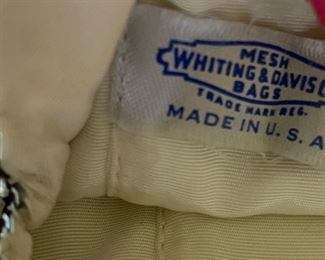 MESH
WHITING & DAVIS C
BAGS
TRADE MARK REG.
MADE IN U. S. A